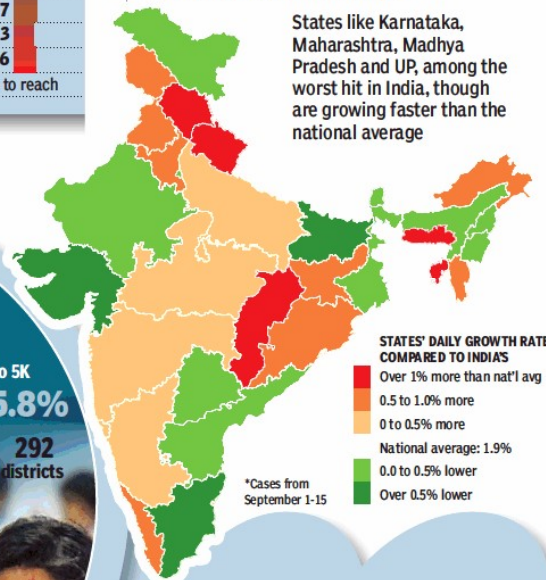 7
3
6
to reach
States like Karnataka,
Maharashtra, Madhya
Pradesh and UP, among the
worst hit in India, though
are growing faster than the
national average
o 5K
5.8%
292
districts
*Cases from
September 1-15
STATES' DAILY GROWTH RATE
COMPARED TO INDIA'S
Over 1% more than nat'l avg
0.5 to 1.0% more
0 to 0.5% more
National average: 1.9%
0.0 to 0.5% lower
Over 0.5% lower